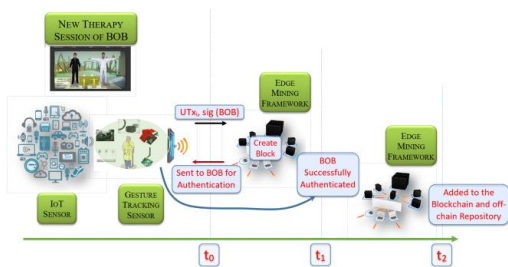 NEW THERAPY
SESSION OF BOB
EDGE
MINING
FRAMEWORK
UTxᵢ, sig (BOB)
Create
Block
Sent to BOB for
Authentication
BOB
Successfully
Authenticated
EDGE
MINING
FRAMEWORK
Added to the
Blockchain and off-
chain Repository
IOT
SENSOR
GESTURE
TRACKING
SENSOR
t₀
t₁
t₂